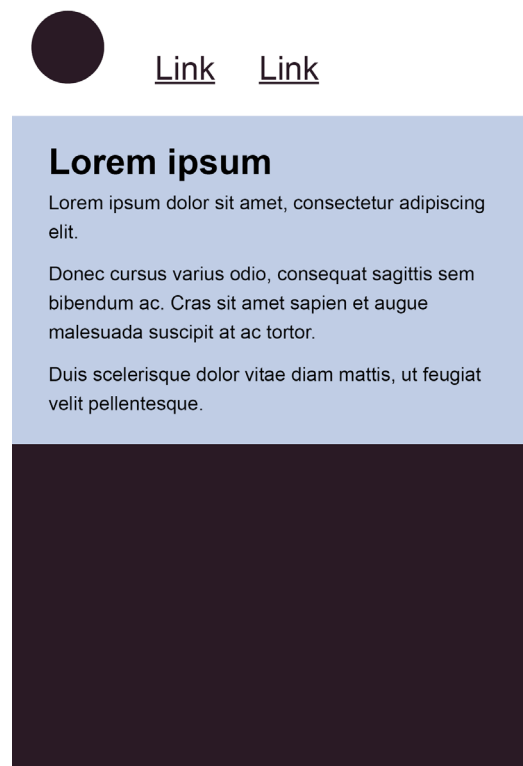 Link Link
Lorem ipsum
Lorem ipsum dolor sit amet, consectetur adipiscing
elit.
Donec cursus varius odio, consequat sagittis sem
bibendum ac. Cras sit amet sapien et augue
malesuada suscipit at ac tortor.
Duis scelerisque dolor vitae diam mattis, ut feugiat
velit pellentesque.